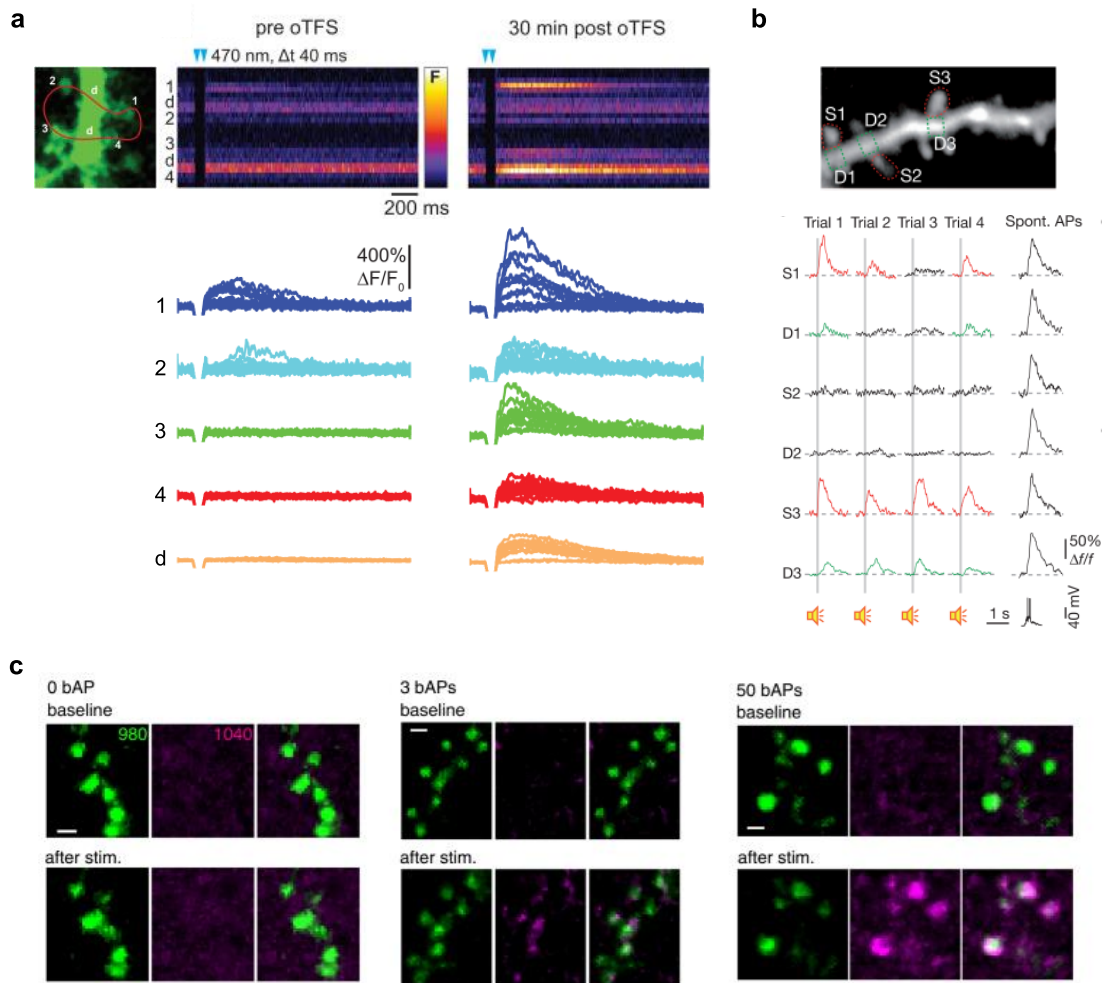 a
pre oTFS
30 min post oTFS
470 nm, Δt 40 ms
F
2
d
1
3
d
4
1
d
2
3
d
4
200 ms
400%
ΔF/F0
1
2
3
4
d
b
S3
S1
D2
D3
D1
S2
Trial 1 Trial 2 Trial 3 Trial 4 Spont. APs
S1
D1
S2
D2
S3
D3
50%
Δf/f
1 s
40 mV
c
0 bAP
baseline
980
1040
after stim.
3 bAPs
baseline
after stim.
50 bAPs
baseline
after stim.